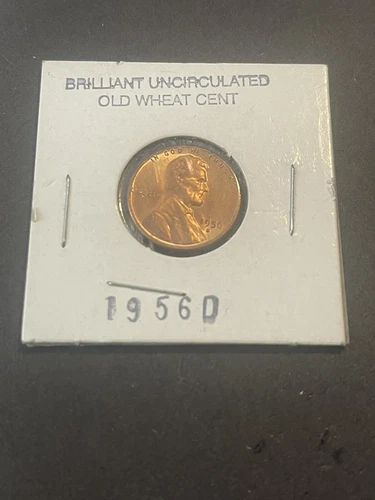 BRILLIANT UNCIRCULATED
OLD WHEAT CENT
IN GOD WE TRUST
LIBERTY
1956
D
1956D